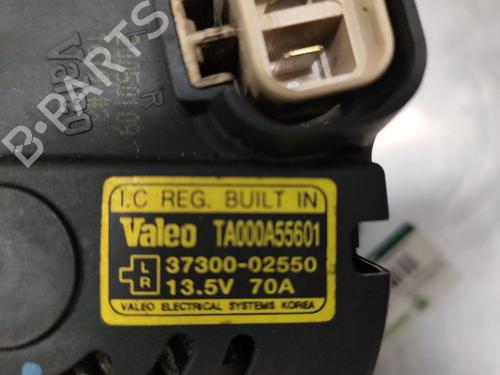 B-PARTS
Valeo
R
I.C REG. BUILT IN
Valeo TA000A55601
L
R
37300-02550
13.5V 70A
VALEO ELECTRICAL SYSTEMS KOREA